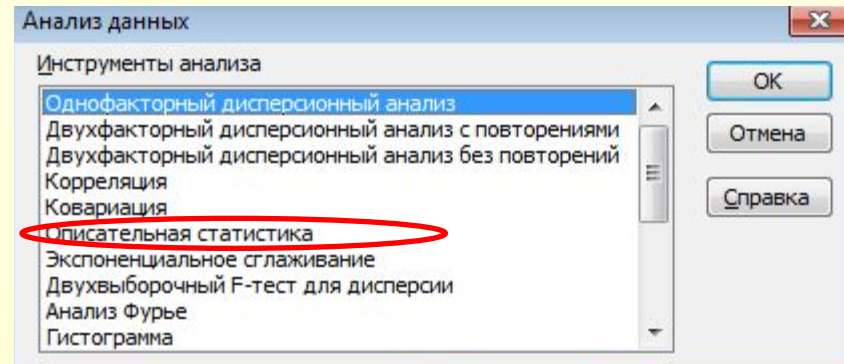 Анализ данных
Инструменты анализа
Однофакторный дисперсионный анализ
Двухфакторный дисперсионный анализ с повторениями
Двухфакторный дисперсионный анализ без повторений
Корреляция
Ковариация
Описательная статистика
Экспоненциальное сглаживание
Двухвыборочный F-тест для дисперсии
Анализ Фурье
Гистограмма
ОК
Отмена
Справка